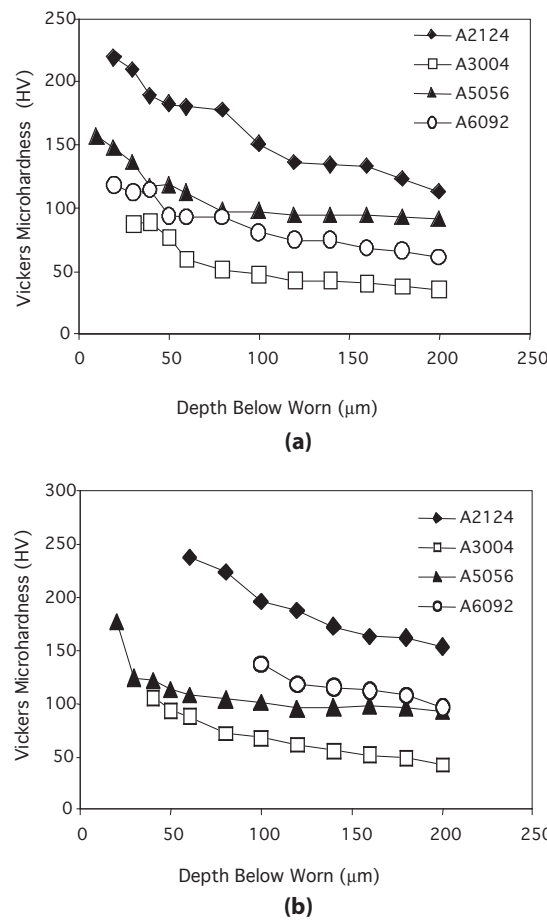 250
200
150
100
50
0
Vickers Microhardness (HV)
A2124
A3004
A5056
A6092
0 50 100 150 200 250
Depth Below Worn (μm)
(a)
300
250
200
150
100
50
0
Vickers Microhardness (HV)
A2124
A3004
A5056
A6092
0 50 100 150 200
Depth Below Worn (μm)
(b)